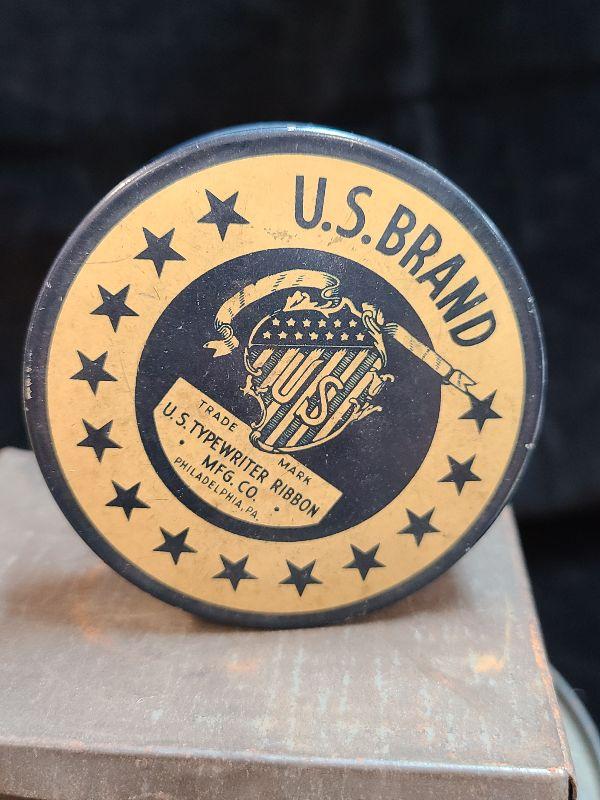 U.S. BRAND
US
TRADE MARK
U.S. TYPEWRITER RIBBON
MFG. CO.
PHILADELPHIA, PA.